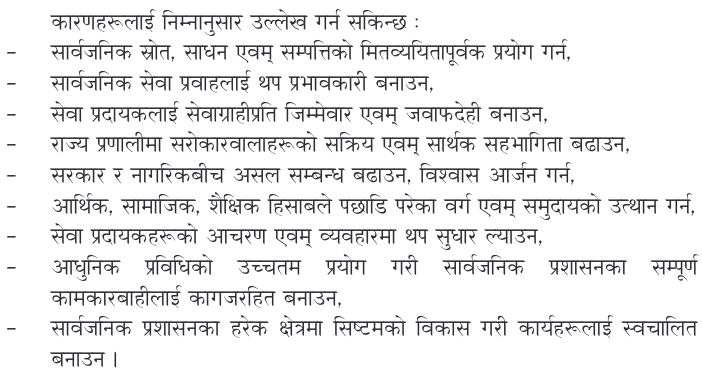 कारणहरूलाई निम्नानुसार उल्लेख गर्न सकिन्छ :
– सार्वजनिक स्रोत, साधन एवम् सम्पत्तिको मितव्ययितापूर्वक प्रयोग गर्न,
– सार्वजनिक सेवा प्रवाहलाई थप प्रभावकारी बनाउन,
– सेवा प्रदायकलाई सेवाग्राहीप्रति जिम्मेवार एवम् जवाफदेही बनाउन,
– राज्य प्रणालीमा सरोकारवालाहरूको सक्रिय एवम् सार्थक सहभागिता बढाउन,
– सरकार र नागरिकबीच असल सम्बन्ध बढाउन, विश्वास आर्जन गर्न,
– आर्थिक, सामाजिक, शैक्षिक हिसाबले पछाडि परेका वर्ग एवम् समुदायको उत्थान गर्न,
– सेवा प्रदायकहरूको आचरण एवम् व्यवहारमा थप सुधार ल्याउन,
– आधुनिक प्रविधिको उच्चतम प्रयोग गरी सार्वजनिक प्रशासनका सम्पूर्ण
कामकारबाहीलाई कागजरहित बनाउन,
– सार्वजनिक प्रशासनका हरेक क्षेत्रमा सिष्टमको विकास गरी कार्यहरूलाई स्वचालित
बनाउन ।